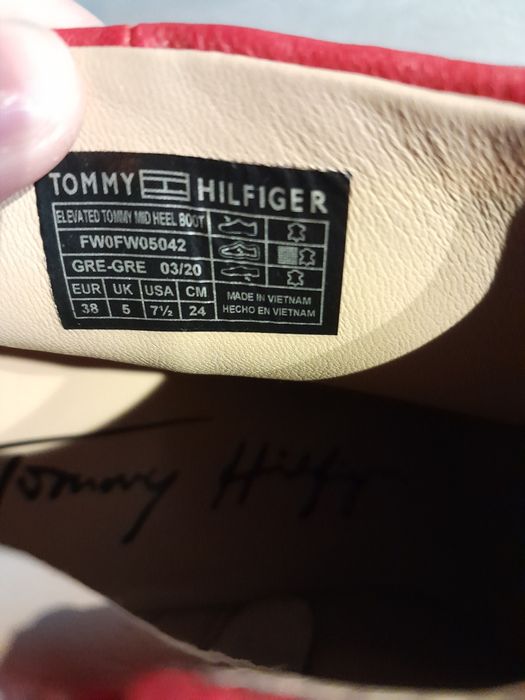 TOMMY HILFIGER
ELEVATED TOMMY MID HEEL BOOT
FW0FW05042
GRE-GRE 03/20
EUR UK USA CM
38 5 7½ 24
MADE IN VIETNAM
HECHO EN VIETNAM
Tommy Hilfiger